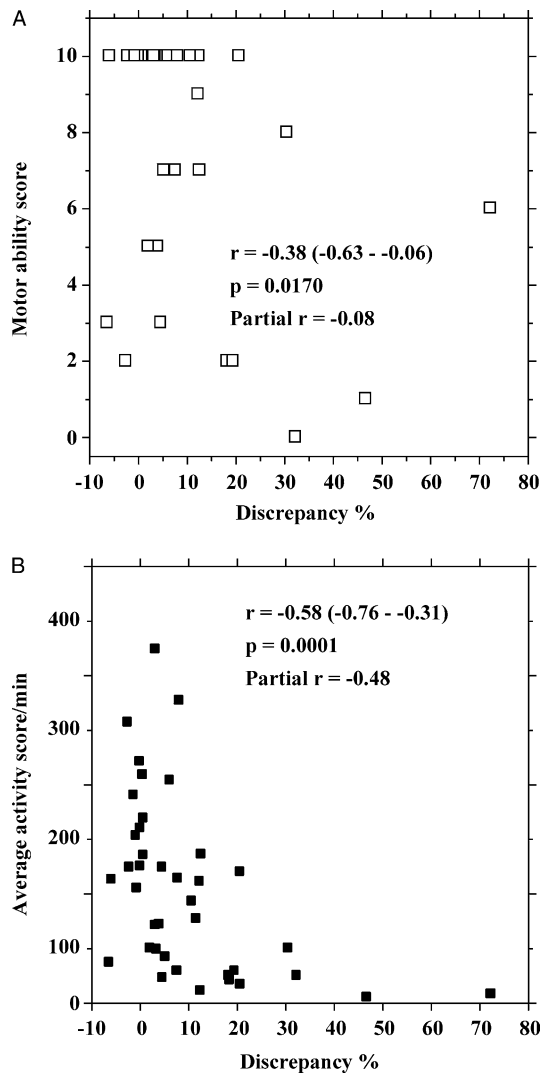 A
10
8
6
4
2
0
Motor ability score
r = -0.38 (-0.63 - -0.06)
p = 0.0170
Partial r = -0.08
-10 0 10 20 30 40 50 60 70 80
Discrepancy %
B
400
300
200
100
0
Average activity score/min
r = -0.58 (-0.76 - -0.31)
p = 0.0001
Partial r = -0.48
-10 0 10 20 30 40 50 60 70 80
Discrepancy %